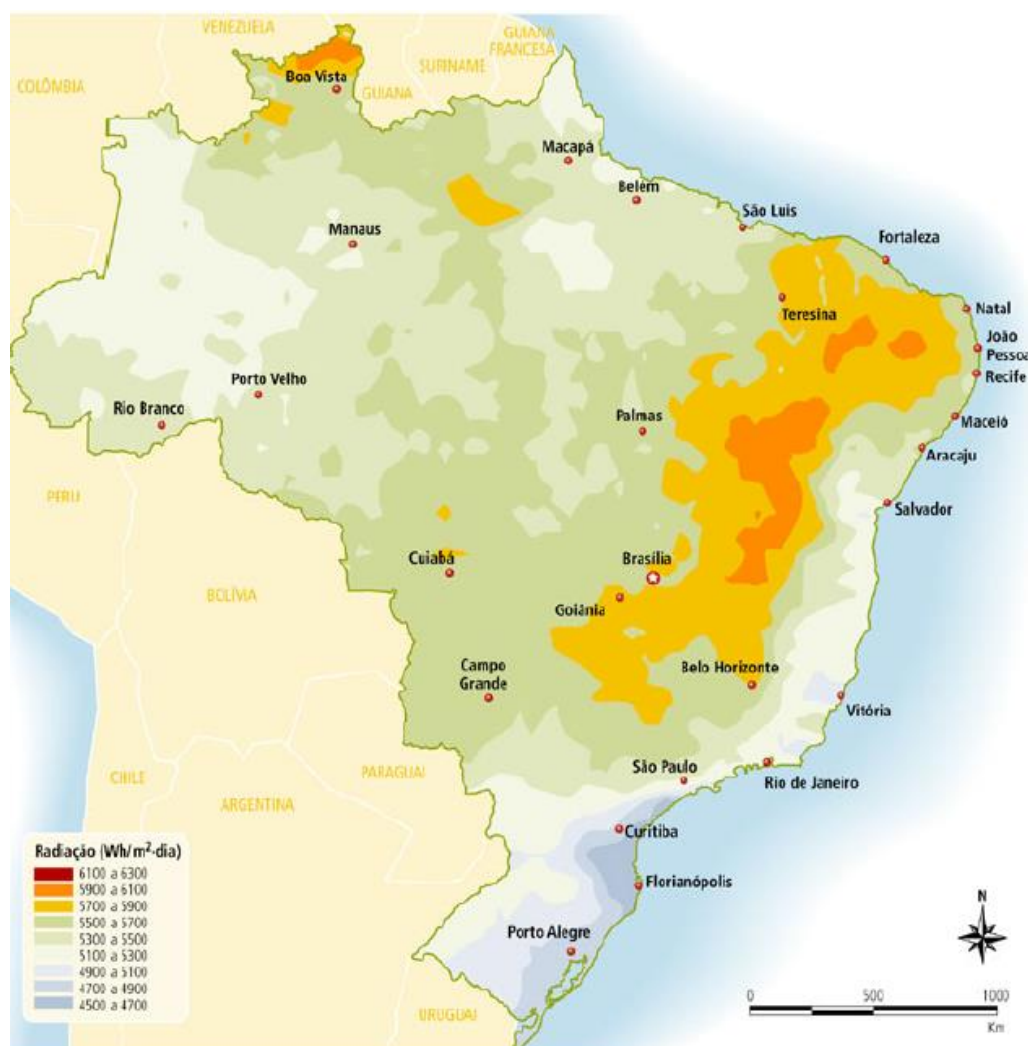 VENEZUELA
GUIANA
FRANCESA
SURINAME
COLÔMBIA
Boa Vista
GUIANA
Macapá
Belém
São Luis
Manaus
Fortaleza
Teresina
Natal
João
Pessoa
Recife
Porto Velho
Rio Branco
Palmas
Maceió
Aracaju
PERU
Salvador
Cuiabá
Brasília
BOLÍVIA
Goiânia
Campo
Grande
Belo Horizonte
Vitória
São Paulo
Rio de Janeiro
PARAGUAI
CHILE
ARGENTINA
Curitiba
Florianópolis
Porto Alegre
URUGUAI
Radiação (Wh/m²-dia)
6100 a 6300
5900 a 6100
5700 a 5900
5500 a 5700
5300 a 5500
5100 a 5300
4900 a 5100
4700 a 4900
4500 a 4700
N
0 500 1000
Km